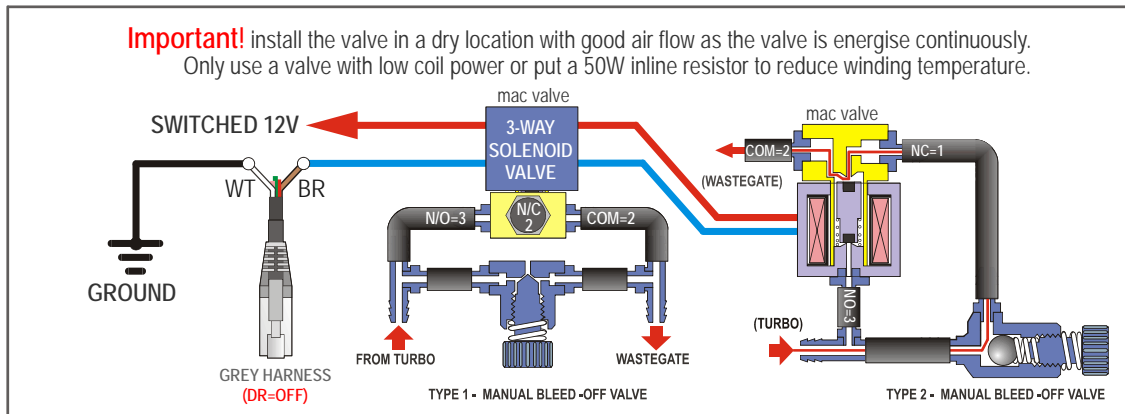 Important! install the valve in a dry location with good air flow as the valve is energise continuously.
Only use a valve with low coil power or put a 50W inline resistor to reduce winding temperature.
mac valve
mac valve
SWITCHED 12V
3-WAY
SOLENOID
VALVE
COM=2
NC=1
(WASTEGATE)
WT
BR
N/O=3
N/C
2
COM=2
GROUND
NO=3
(TURBO)
FROM TURBO
WASTEGATE
GREY HARNESS
(DR=OFF)
TYPE 1 - MANUAL BLEED -OFF VALVE
TYPE 2 - MANUAL BLEED -OFF VALVE